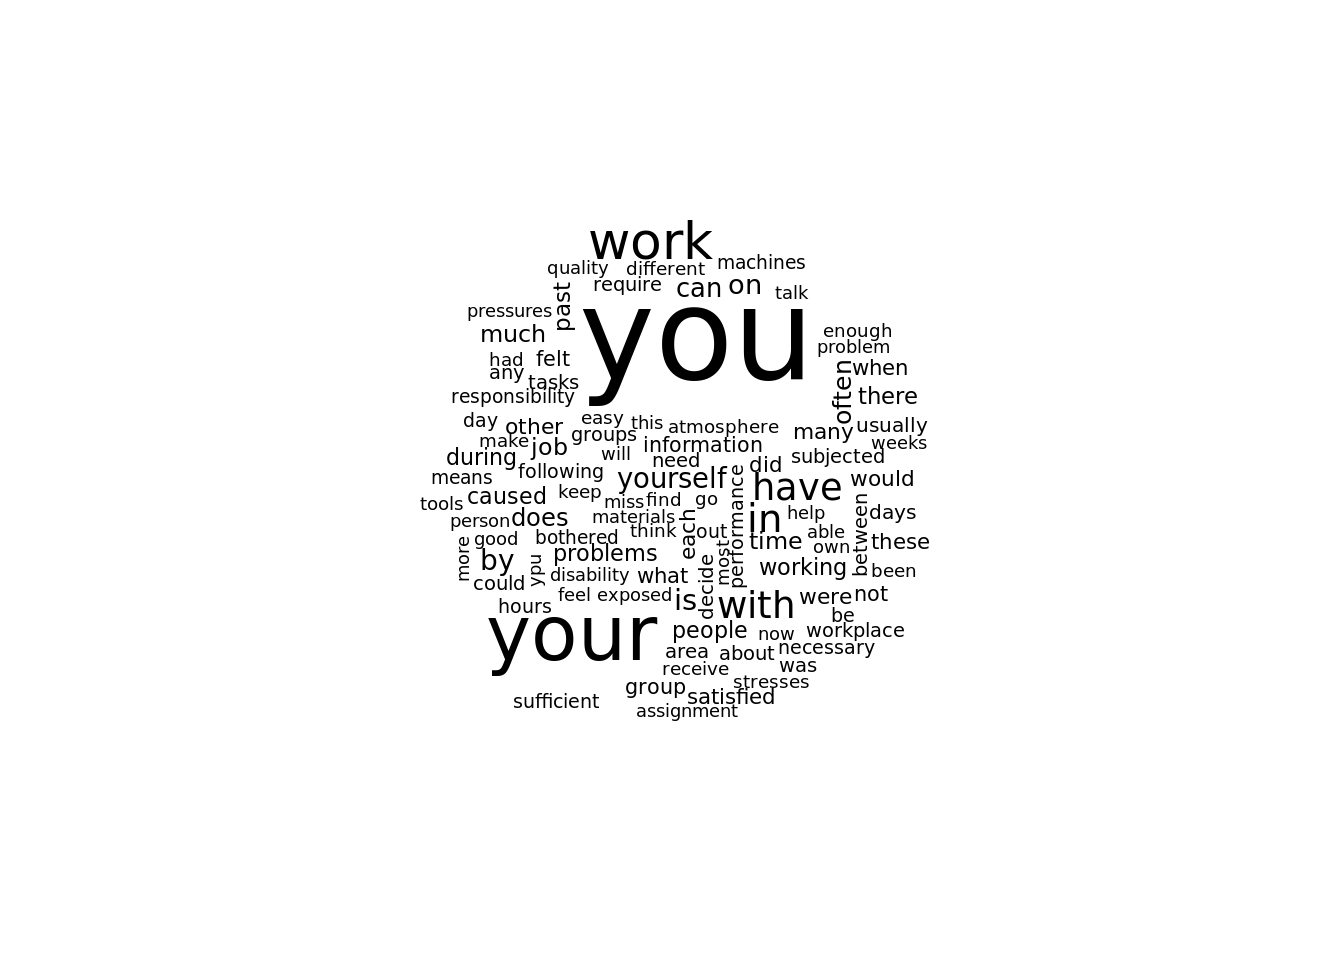 work
quality different machines
require can on talk
past
you
pressures
much
enough
problem
had felt
any tasks
when
often
responsibility
there
day other easy this atmosphere
groups many usually
make job information weeks
during will need did subjected
means following yourself have would
tools caused keep miss find go
performance
person does materials each in help days
think out able between
good bothered time own these
more by ypu problems most working
could disability what decide been
feel exposed is with were not
hours be
your people now workplace
area about necessary
receive was
group stresses
satisfied
sufficient assignment